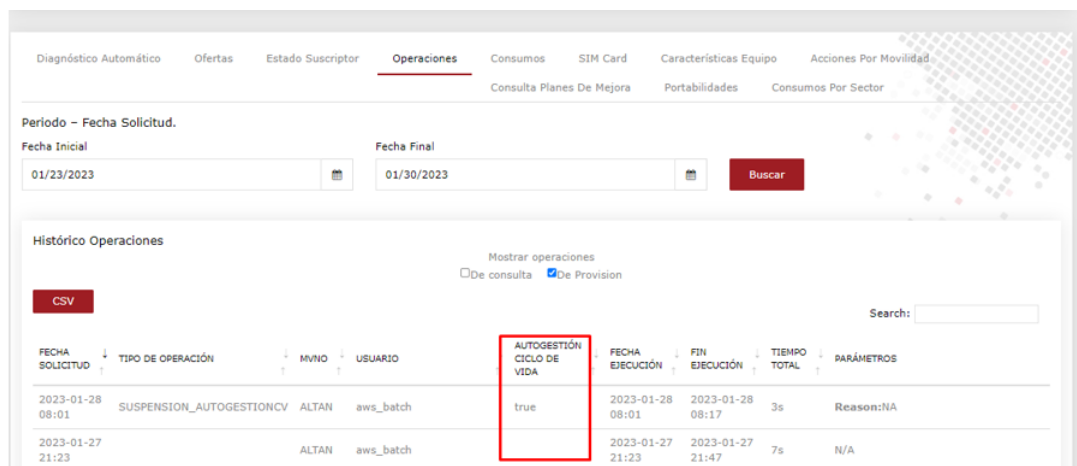 Diagnóstico Automático Ofertas Estado Suscriptor Operaciones Consumos SIM Card Características Equipo Acciones Por Movilidad
Consulta Planes De Mejora Portabilidades Consumos Por Sector
Periodo – Fecha Solicitud.
Fecha Inicial Fecha Final
01/23/2023 01/30/2023 Buscar
Histórico Operaciones
Mostrar operaciones
De consulta De Provision
CSV
Search:
FECHA SOLICITUD TIPO DE OPERACIÓN MVNO USUARIO AUTOGESTIÓN CICLO DE VIDA FECHA EJECUCIÓN FIN EJECUCIÓN TIEMPO TOTAL PARÁMETROS
2023-01-28 08:01 SUSPENSION_AUTOGESTIONCV ALTAN aws_batch true 2023-01-28 08:01 2023-01-28 08:17 3s Reason:NA
2023-01-27 21:23 ALTAN aws_batch 2023-01-27 21:23 2023-01-27 21:47 7s N/A